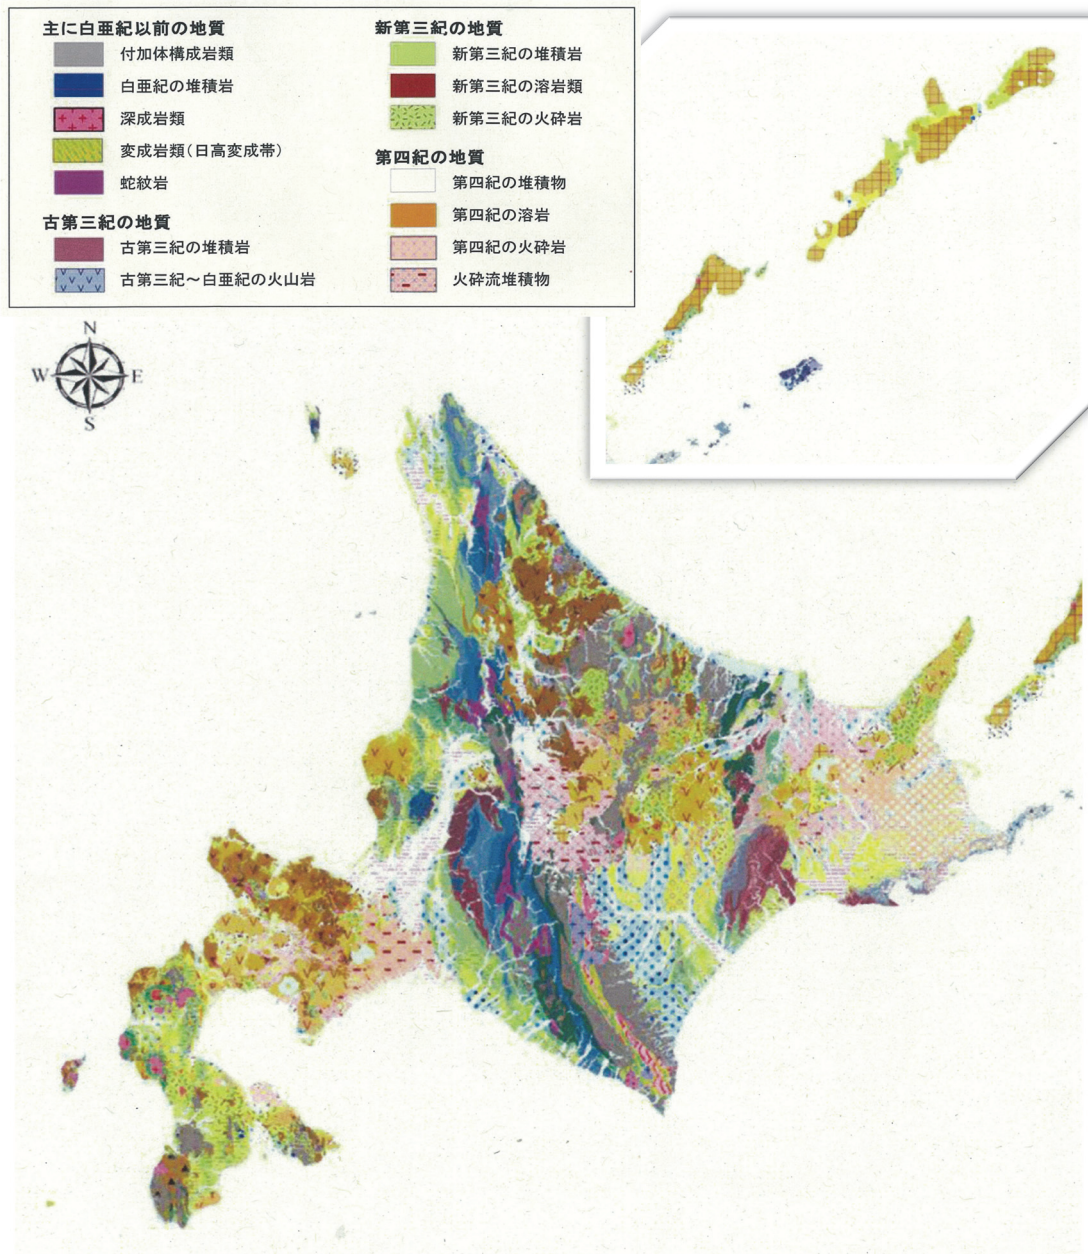 主に白亜紀以前の地質
付加体構成岩類
白亜紀の堆積岩
深成岩類
変成岩類(日高変成帯)
蛇紋岩
古第三紀の地質
古第三紀の堆積岩
古第三紀〜白亜紀の火山岩
新第三紀の地質
新第三紀の堆積岩
新第三紀の溶岩類
新第三紀の火砕岩
第四紀の地質
第四紀の堆積物
第四紀の溶岩
第四紀の火砕岩
火砕流堆積物
N
W E
S